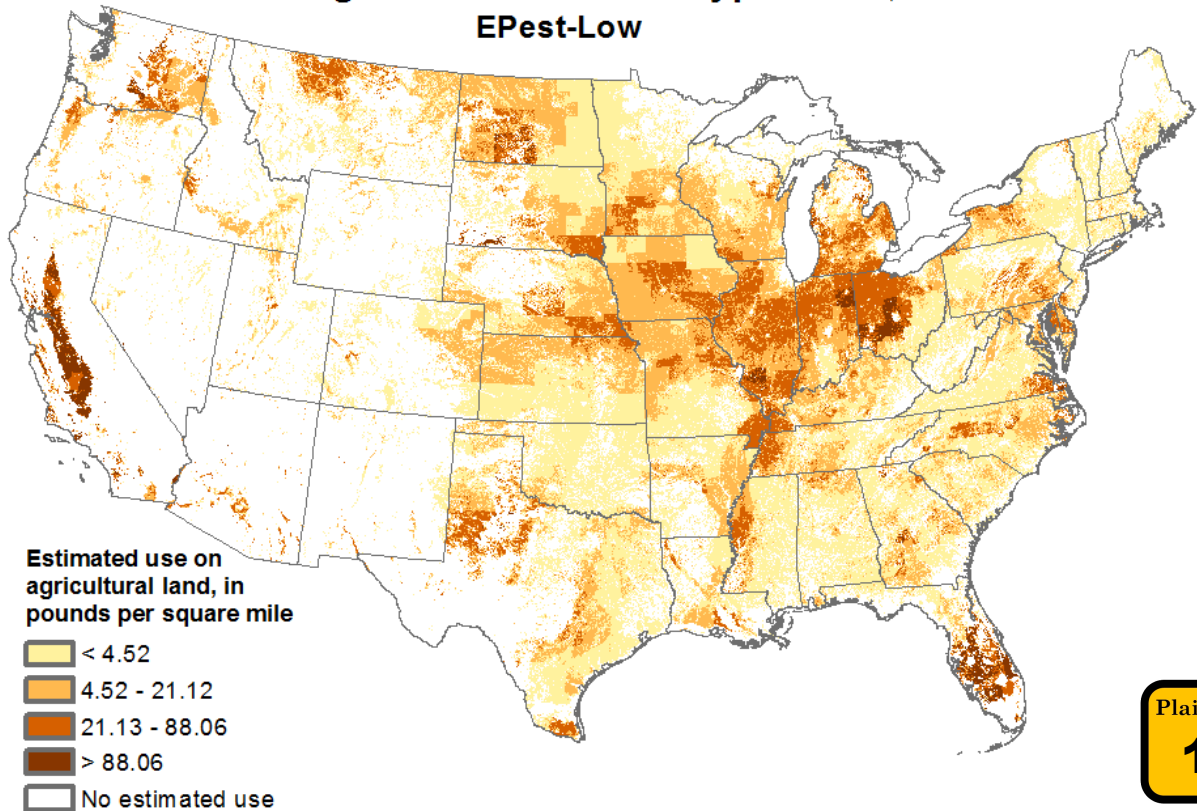 EPest-Low
Estimated use on
agricultural land, in
pounds per square mile
< 4.52
4.52 - 21.12
21.13 - 88.06
> 88.06
No estimated use